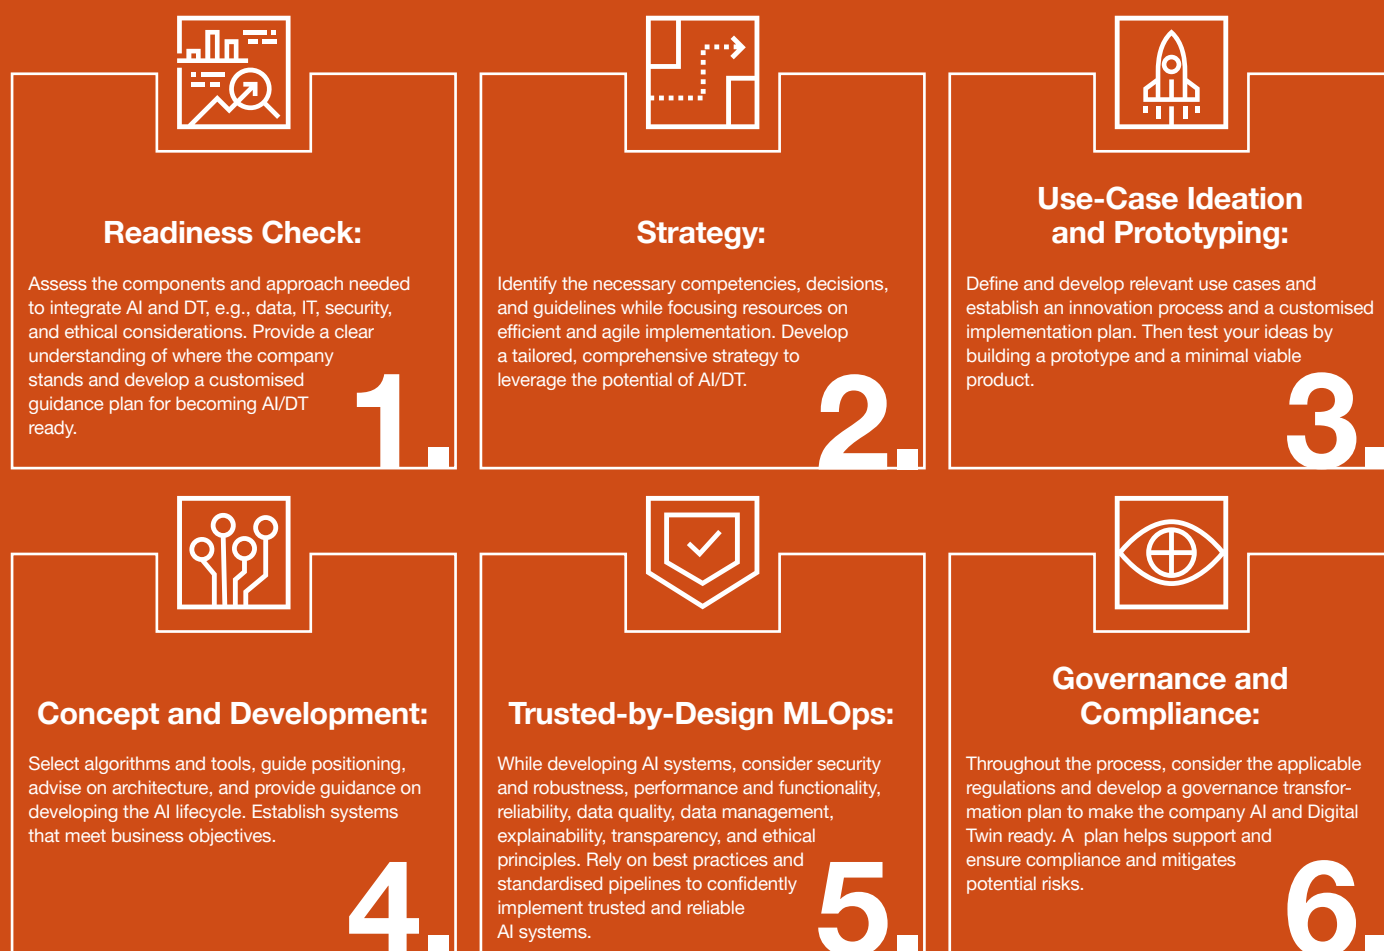 Readiness Check:
Assess the components and approach needed
to integrate AI and DT, e.g., data, IT, security,
and ethical considerations. Provide a clear
understanding of where the company
stands and develop a customised
guidance plan for becoming AI/DT
ready.
1.
Strategy:
Identify the necessary competencies, decisions,
and guidelines while focusing resources on
efficient and agile implementation. Develop
a tailored, comprehensive strategy to
leverage the potential of AI/DT.
2.
Use-Case Ideation
and Prototyping:
Define and develop relevant use cases and
establish an innovation process and a customised
implementation plan. Then test your ideas by
building a prototype and a minimal viable
product.
3.
Concept and Development:
Select algorithms and tools, guide positioning,
advise on architecture, and provide guidance on
developing the AI lifecycle. Establish systems
that meet business objectives.
4.
Trusted-by-Design MLOps:
While developing AI systems, consider security
and robustness, performance and functionality,
reliability, data quality, data management,
explainability, transparency, and ethical
principles. Rely on best practices and
standardised pipelines to confidently
implement trusted and reliable
AI systems.
5.
Governance and
Compliance:
Throughout the process, consider the applicable
regulations and develop a governance transfor-
mation plan to make the company AI and Digital
Twin ready. A  plan helps support and
ensure compliance and mitigates
potential risks.
6.